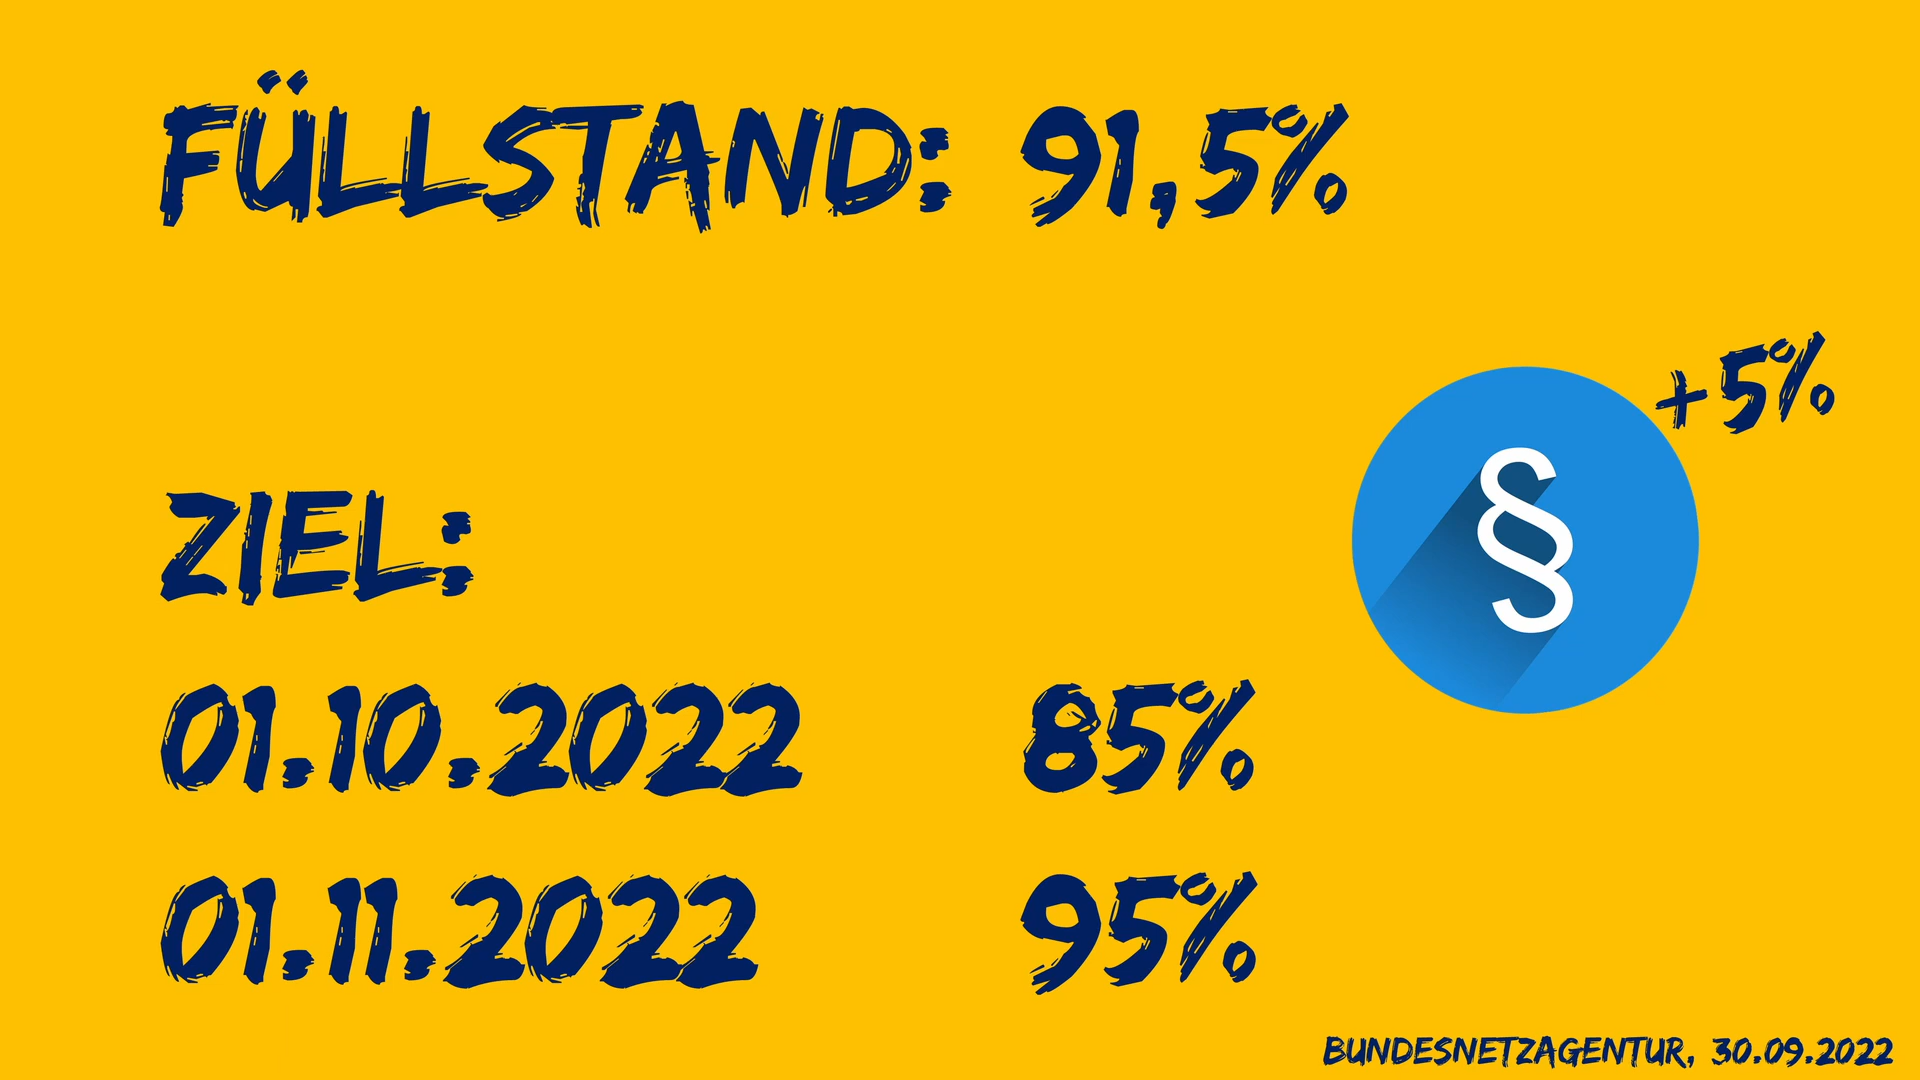 FÜLLSTAND: 91,5%
+5%
§
ZIEL:
01.10.2022 85%
01.11.2022 95%
BUNDESNETZAGENTUR, 30.09.2022